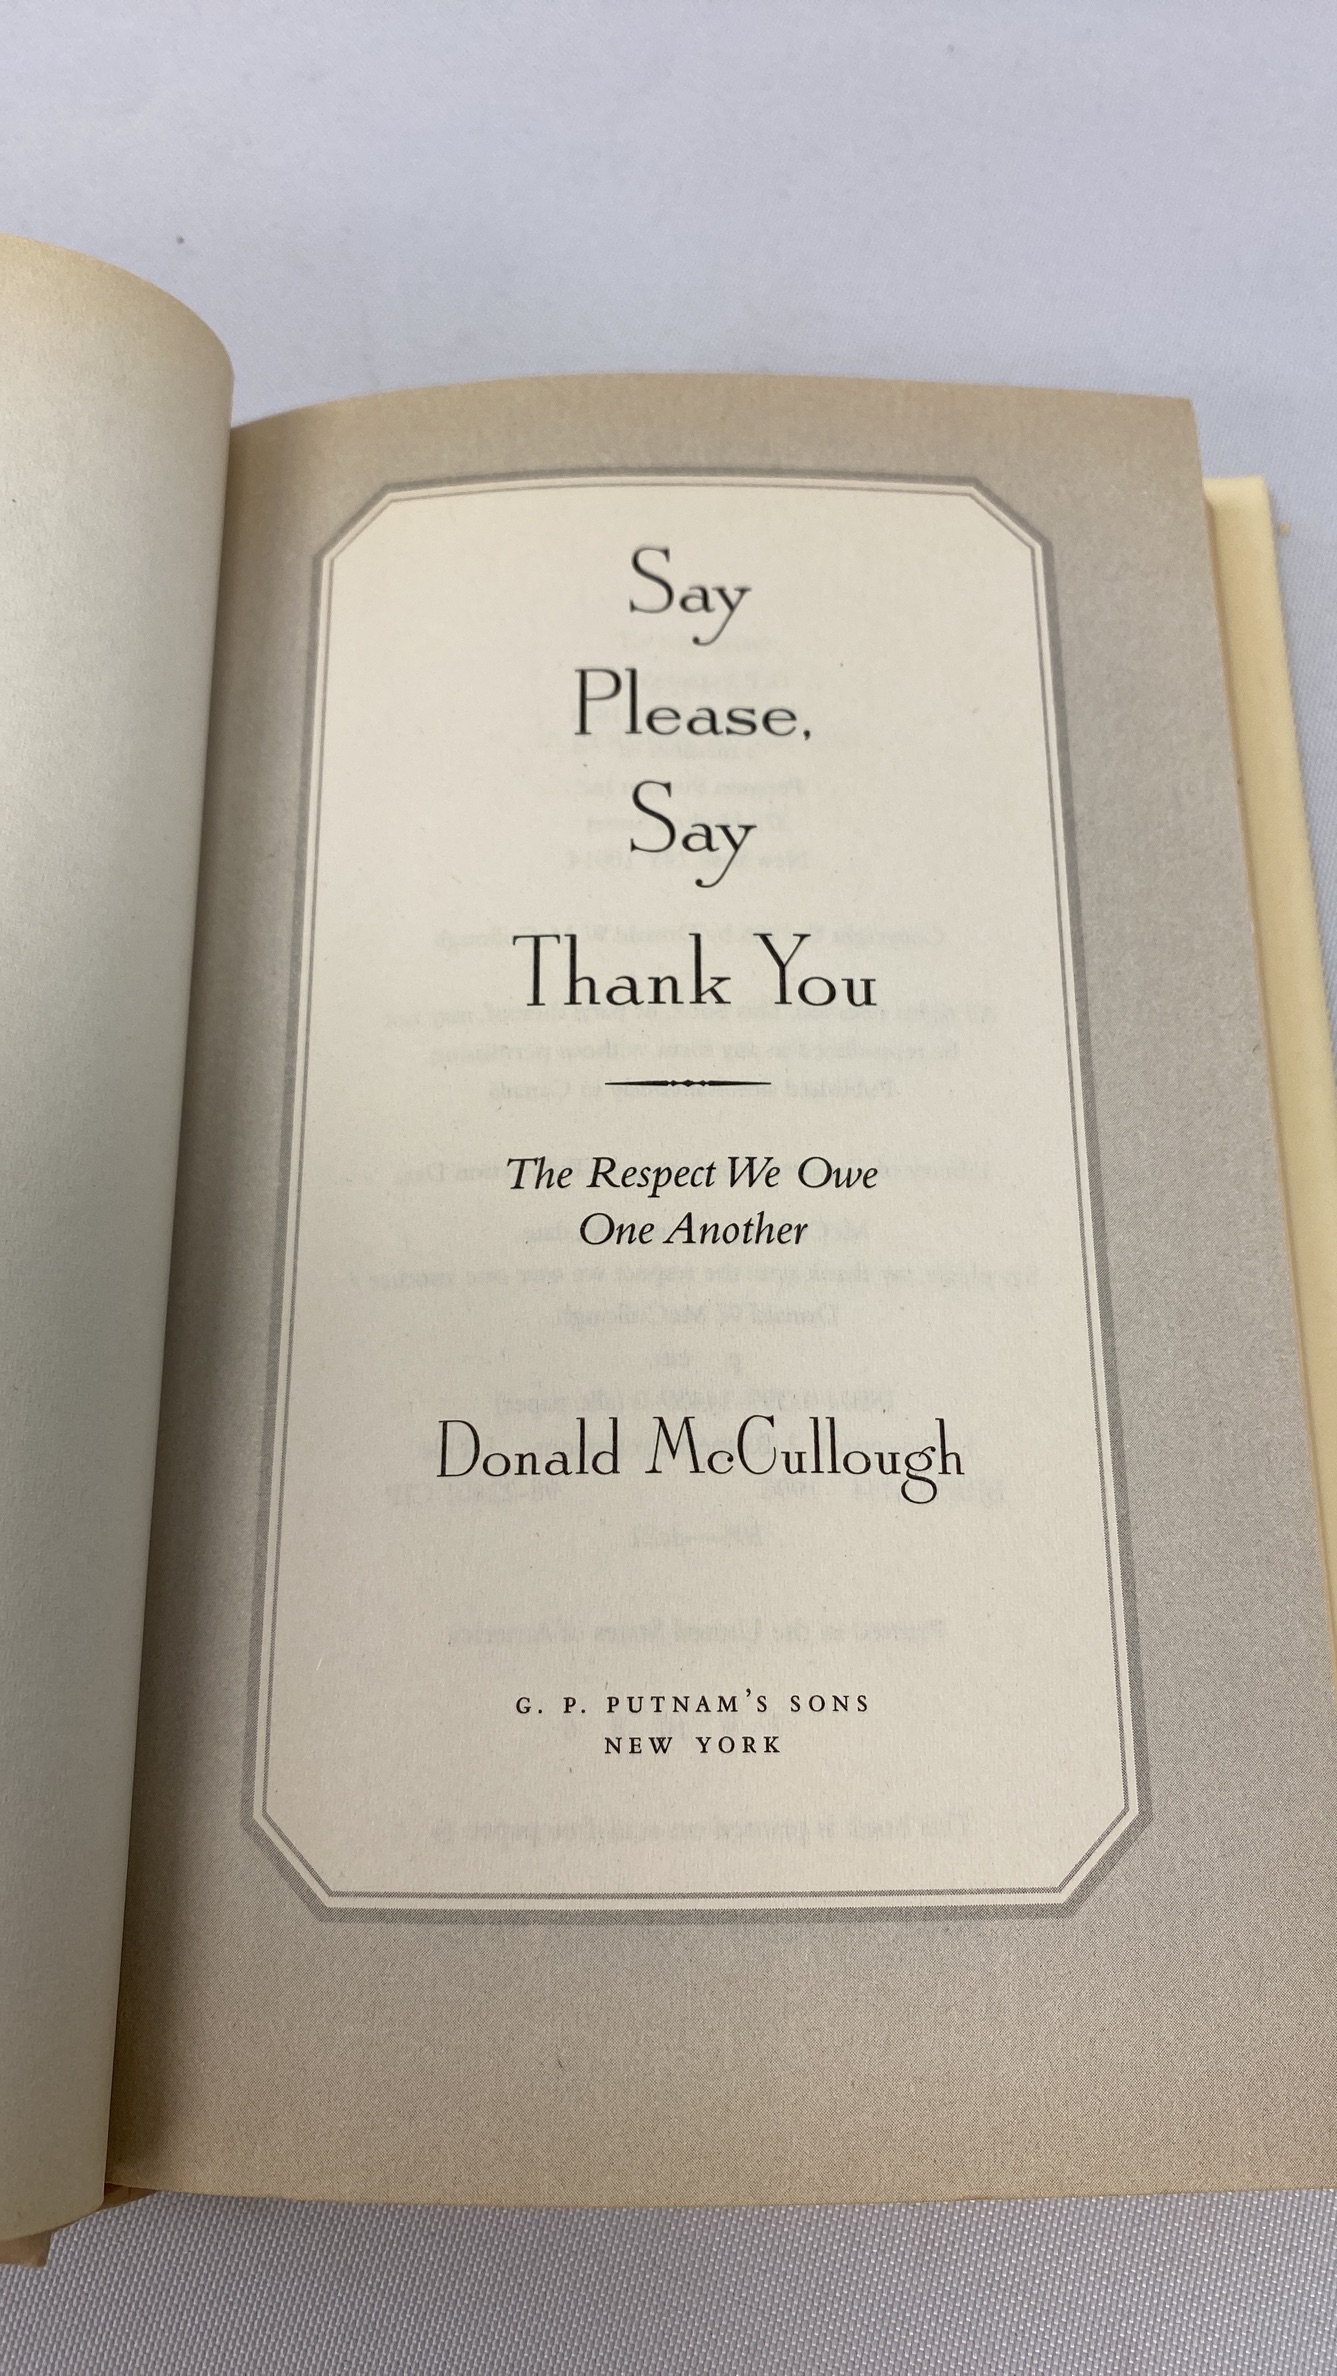 Say
Please,
Say
Thank You
The Respect We Owe
One Another
Donald McCullough
G. P. PUTNAM'S SONS
NEW YORK